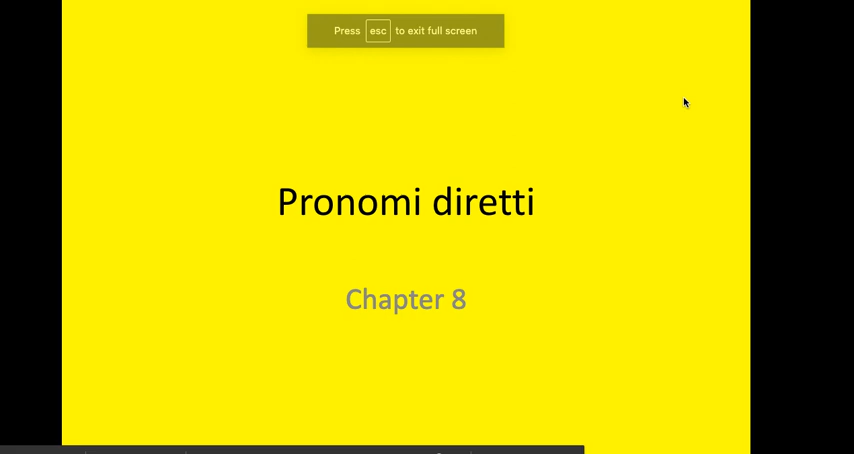 Press esc to exit full screen
Pronomi diretti
Chapter 8